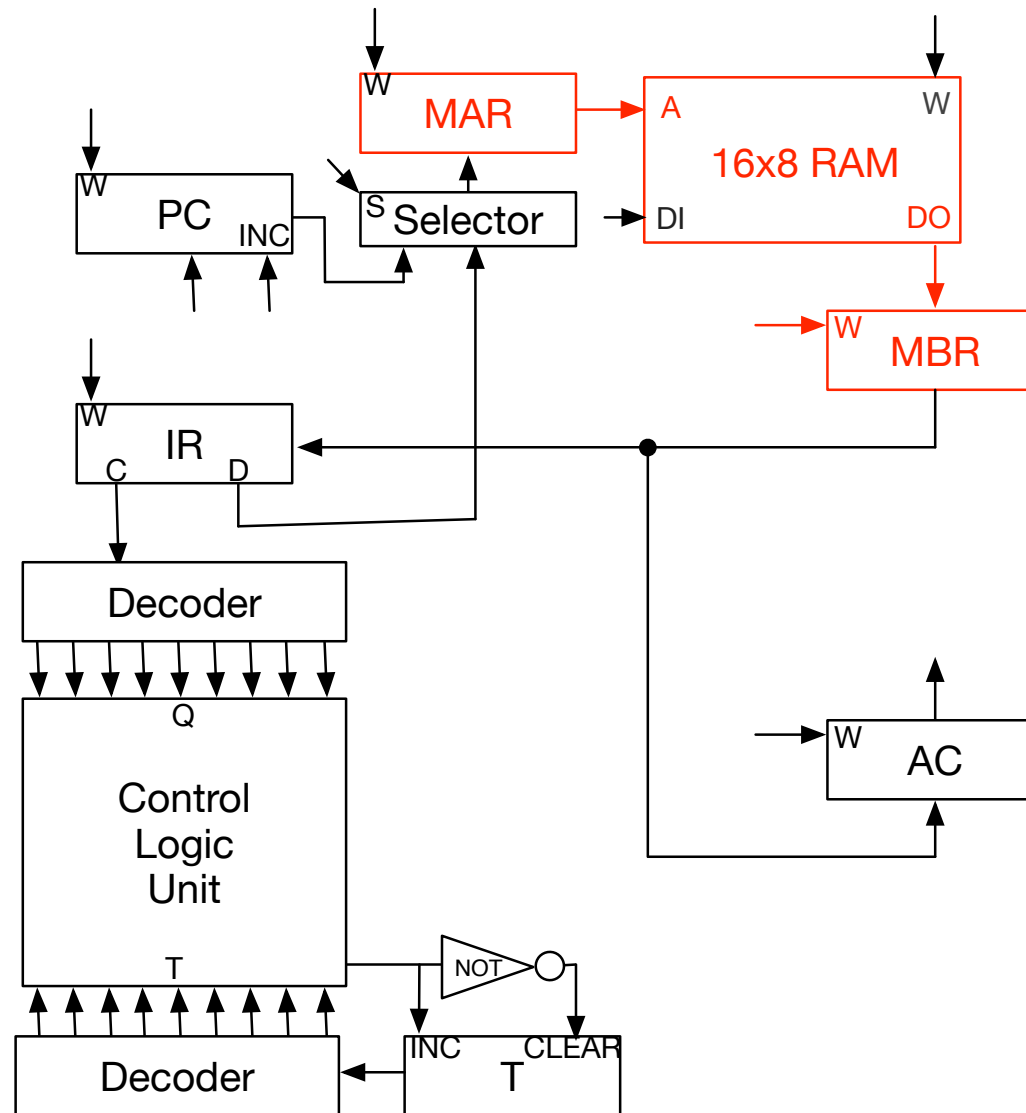 W
MAR
A
W
16x8 RAM
DI
DO
W
PC
INC
S
Selector
W
MBR
W
IR
C
D
Decoder
Q
Control
Logic
Unit
T
W
AC
NOT
INC
CLEAR
T
Decoder